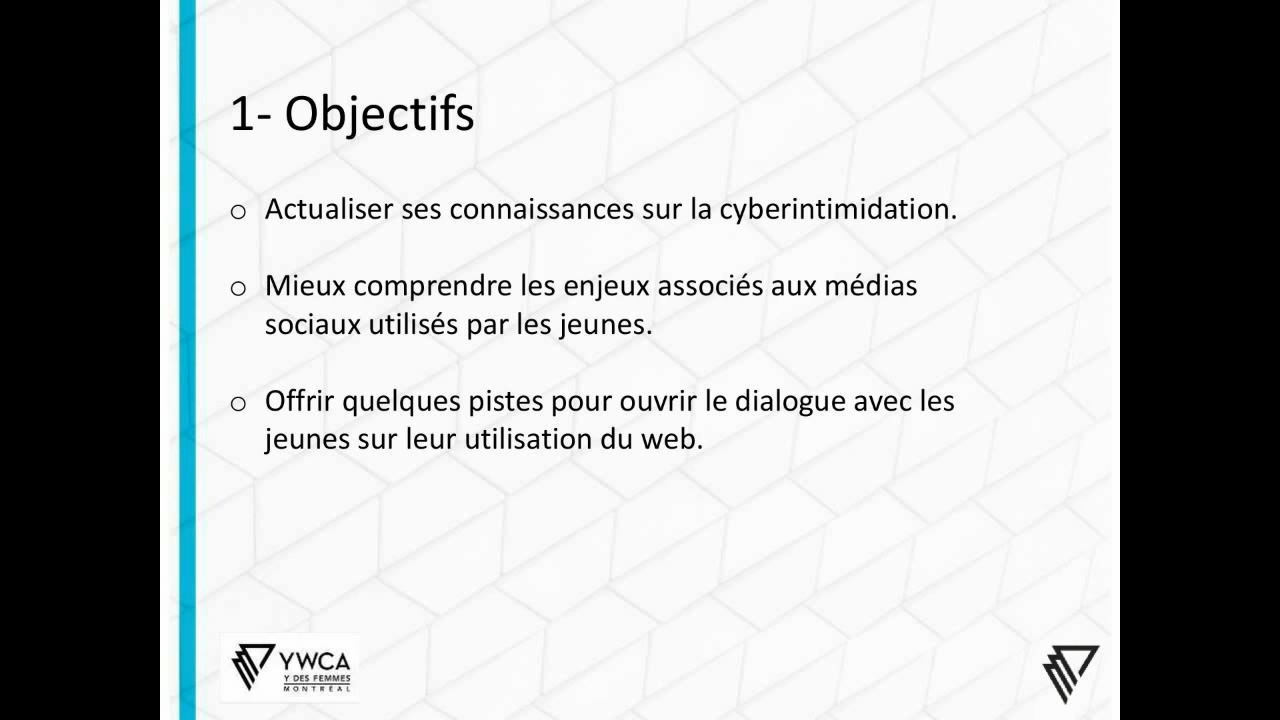 1- Objectifs
o Actualiser ses connaissances sur la cyberintimidation.
o Mieux comprendre les enjeux associés aux médias
sociaux utilisés par les jeunes.
o Offrir quelques pistes pour ouvrir le dialogue avec les
jeunes sur leur utilisation du web.
YWCA
Y DES FEMMES
MONTRÉAL